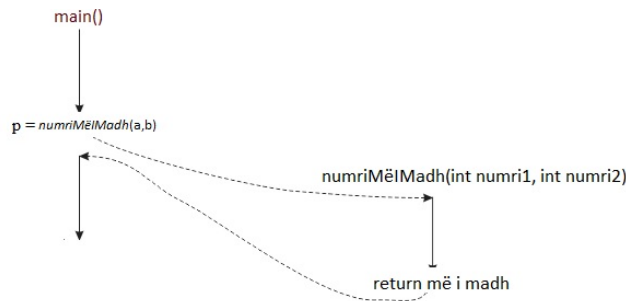 main()
p = numriMëIMadh(a,b)
numriMëIMadh(int numri1, int numri2)
return më i madh